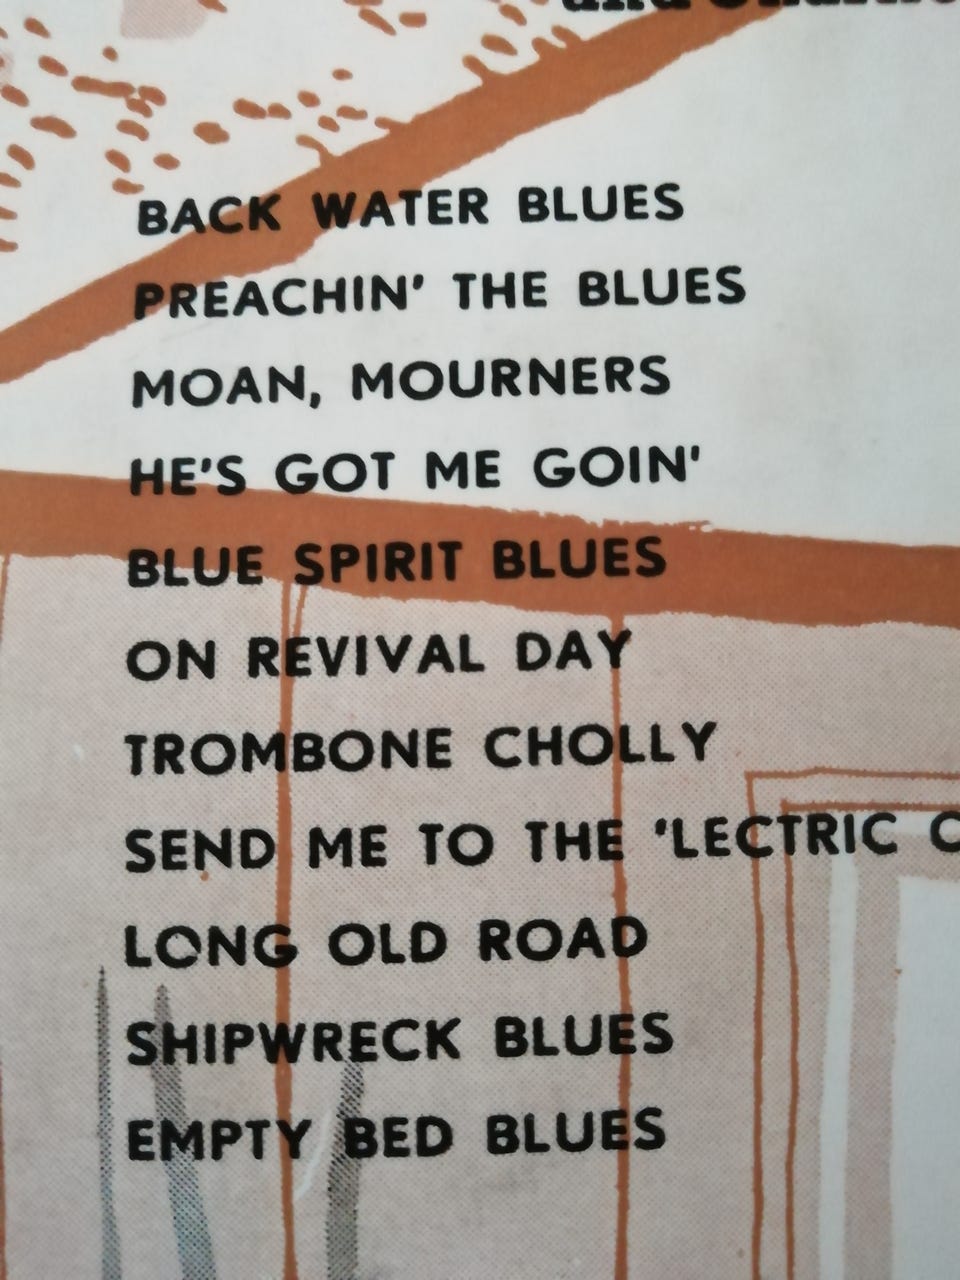 BACK WATER BLUES
PREACHIN' THE BLUES
MOAN, MOURNERS
HE'S GOT ME GOIN'
BLUE SPIRIT BLUES
ON REVIVAL DAY
TROMBONE CHOLLY
SEND ME TO THE 'LECTRIC C
LONG OLD ROAD
SHIPWRECK BLUES
EMPTY BED BLUES